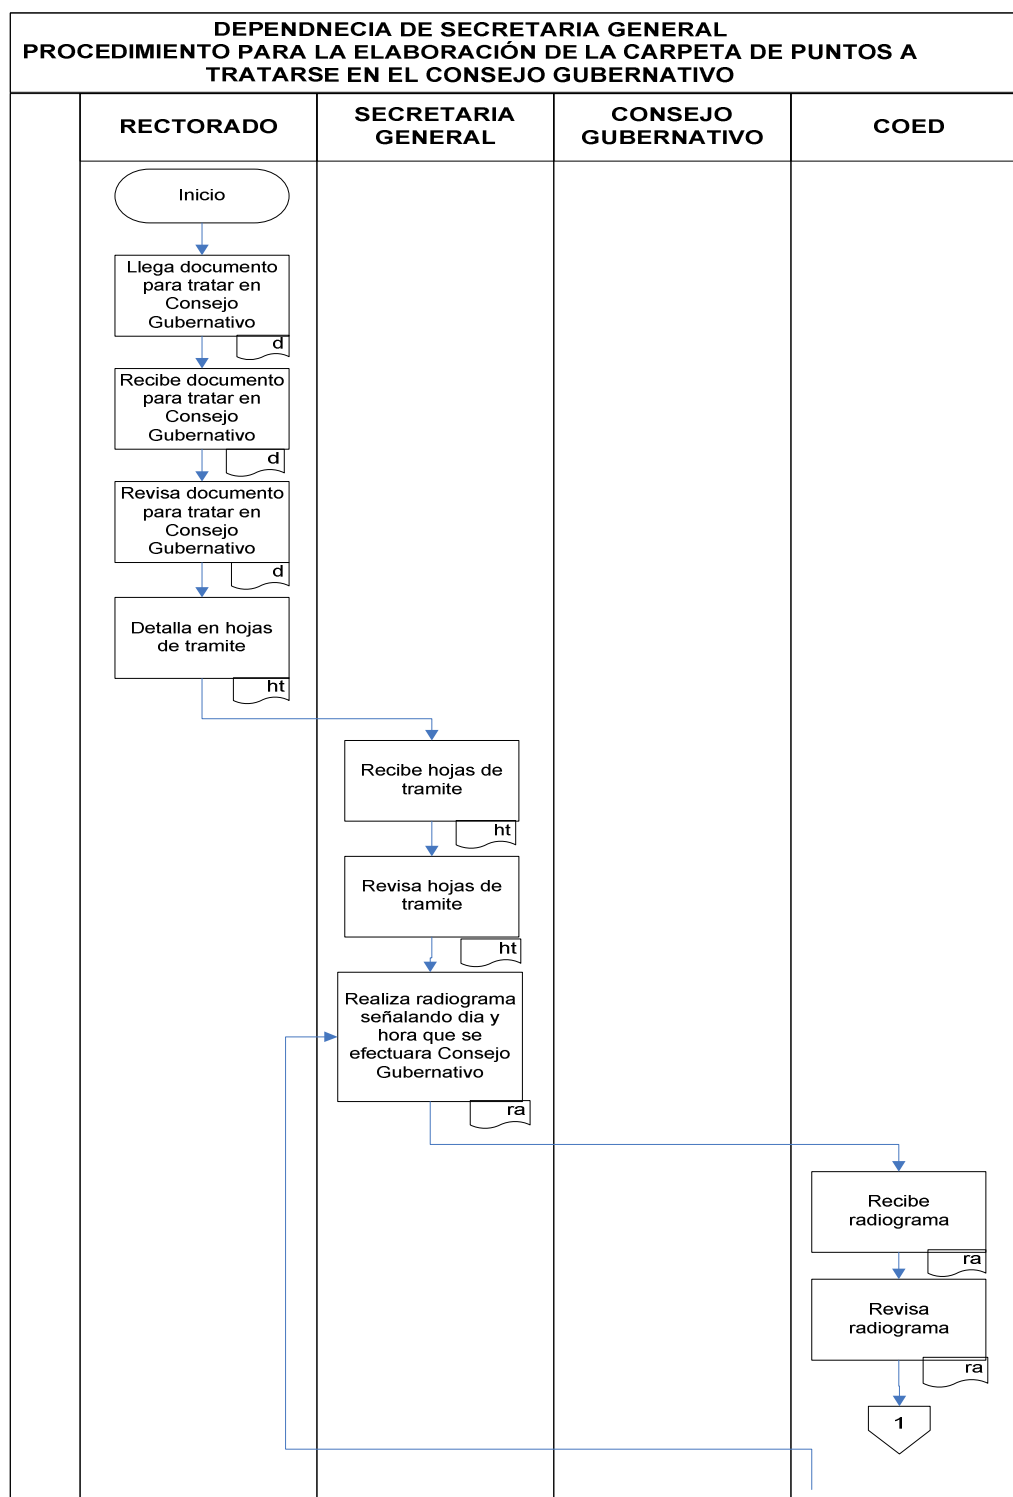 DEPENDNECIA DE SECRETARIA GENERAL
PROCEDIMIENTO PARA LA ELABORACIÓN DE LA CARPETA DE PUNTOS A
TRATARSE EN EL CONSEJO GUBERNATIVO
RECTORADO
SECRETARIA
GENERAL
CONSEJO
GUBERNATIVO
COED
Inicio
Llega documento
para tratar en
Consejo
Gubernativo
d
Recibe documento
para tratar en
Consejo
Gubernativo
d
Revisa documento
para tratar en
Consejo
Gubernativo
d
Detalla en hojas
de tramite
ht
Recibe hojas de
tramite
ht
Revisa hojas de
tramite
ht
Realiza radiograma
señalando dia y
hora que se
efectuara Consejo
Gubernativo
ra
Recibe
radiograma
ra
Revisa
radiograma
ra
1